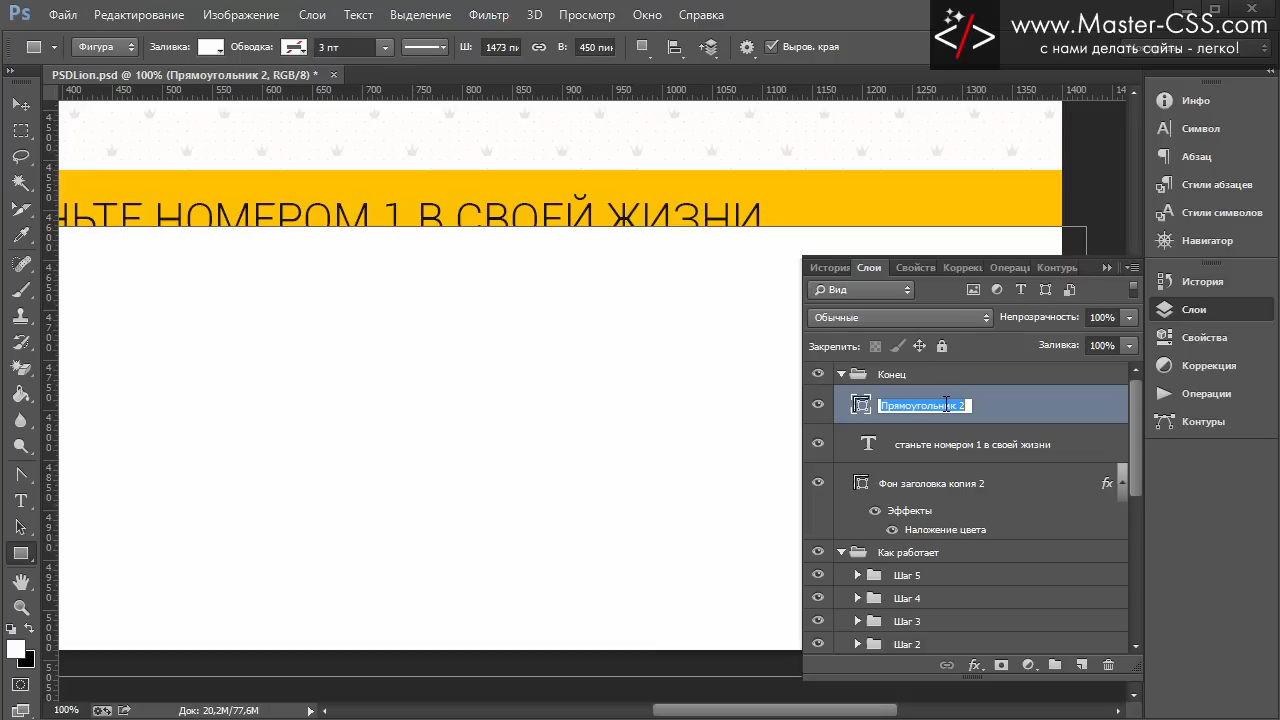 Ps Файл Редактирование Изображение Слои Текст Выделение Фильтр 3D Просмотр Окно Справка
www.Master-CSS.com
с нами делать сайты - легко!
Фигура Заливка: Обводка: 3 пт Ш: 1473 пи В: 450 пик Выров. края
PSDLion.psd @ 100% (Прямоугольник 2, RGB/8) *
400 450 500 550 600 650 700 750 800 850 900 950 1000 1050 1100 1150 1200 1250 1300 1350 1400
НЬТЕ НОМЕРОМ 1 В СВОЕЙ ЖИЗНИ
Инфо
Символ
Абзац
Стили абзацев
Стили символов
Навигатор
История
Слои
Свойства
Коррекция
Операции
Контуры
История Слои Свойств Коррекц Операци Контуры
Вид
Обычные Непрозрачность: 100%
Закрепить: Заливка: 100%
Конец
Прямоугольник 2
станьте номером 1 в своей жизни
Фон заголовка копия 2 fx
Эффекты
Наложение цвета
Как работает
Шаг 5
Шаг 4
Шаг 3
Шаг 2
100% Док: 20,2M/77,6M